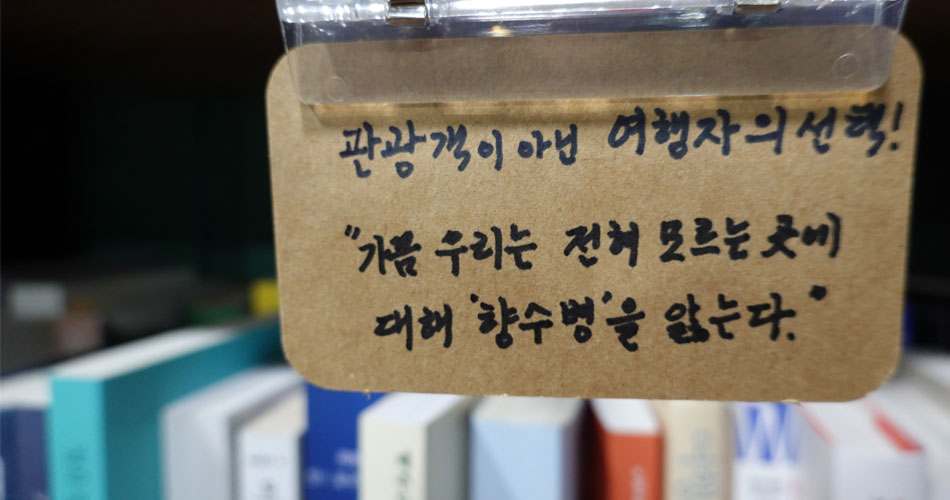 관광객이 아닌 여행자의 선택!
"가끔 우리는 전혀 모르는 곳에
대해 '향수병'을 앓는다."